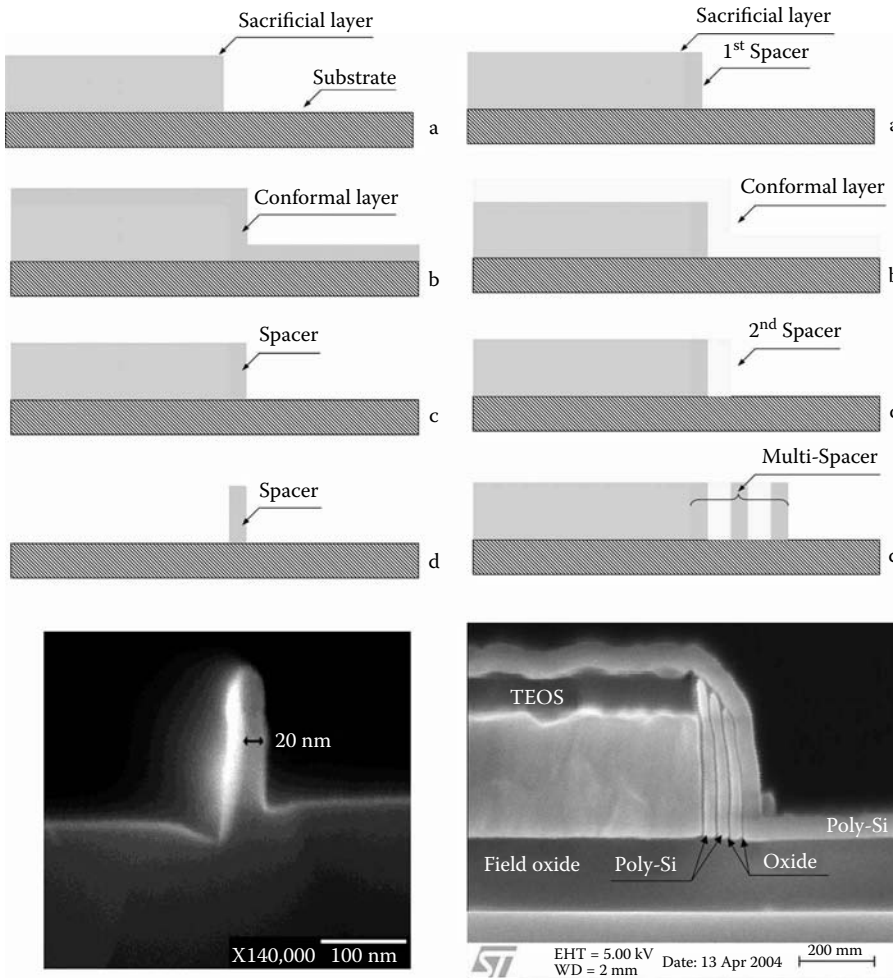 Sacrificial layer
Substrate
a
Conformal layer
b
Spacer
c
Spacer
d
Sacrificial layer
1st Spacer
a
Conformal layer
b
2nd Spacer
Multi-Spacer
20 nm
X140,000
100 nm
TEOS
Poly-Si
Field oxide
Poly-Si
Oxide
ST
EHT = 5.00 kV
WD = 2 mm
Date: 13 Apr 2004
200 mm